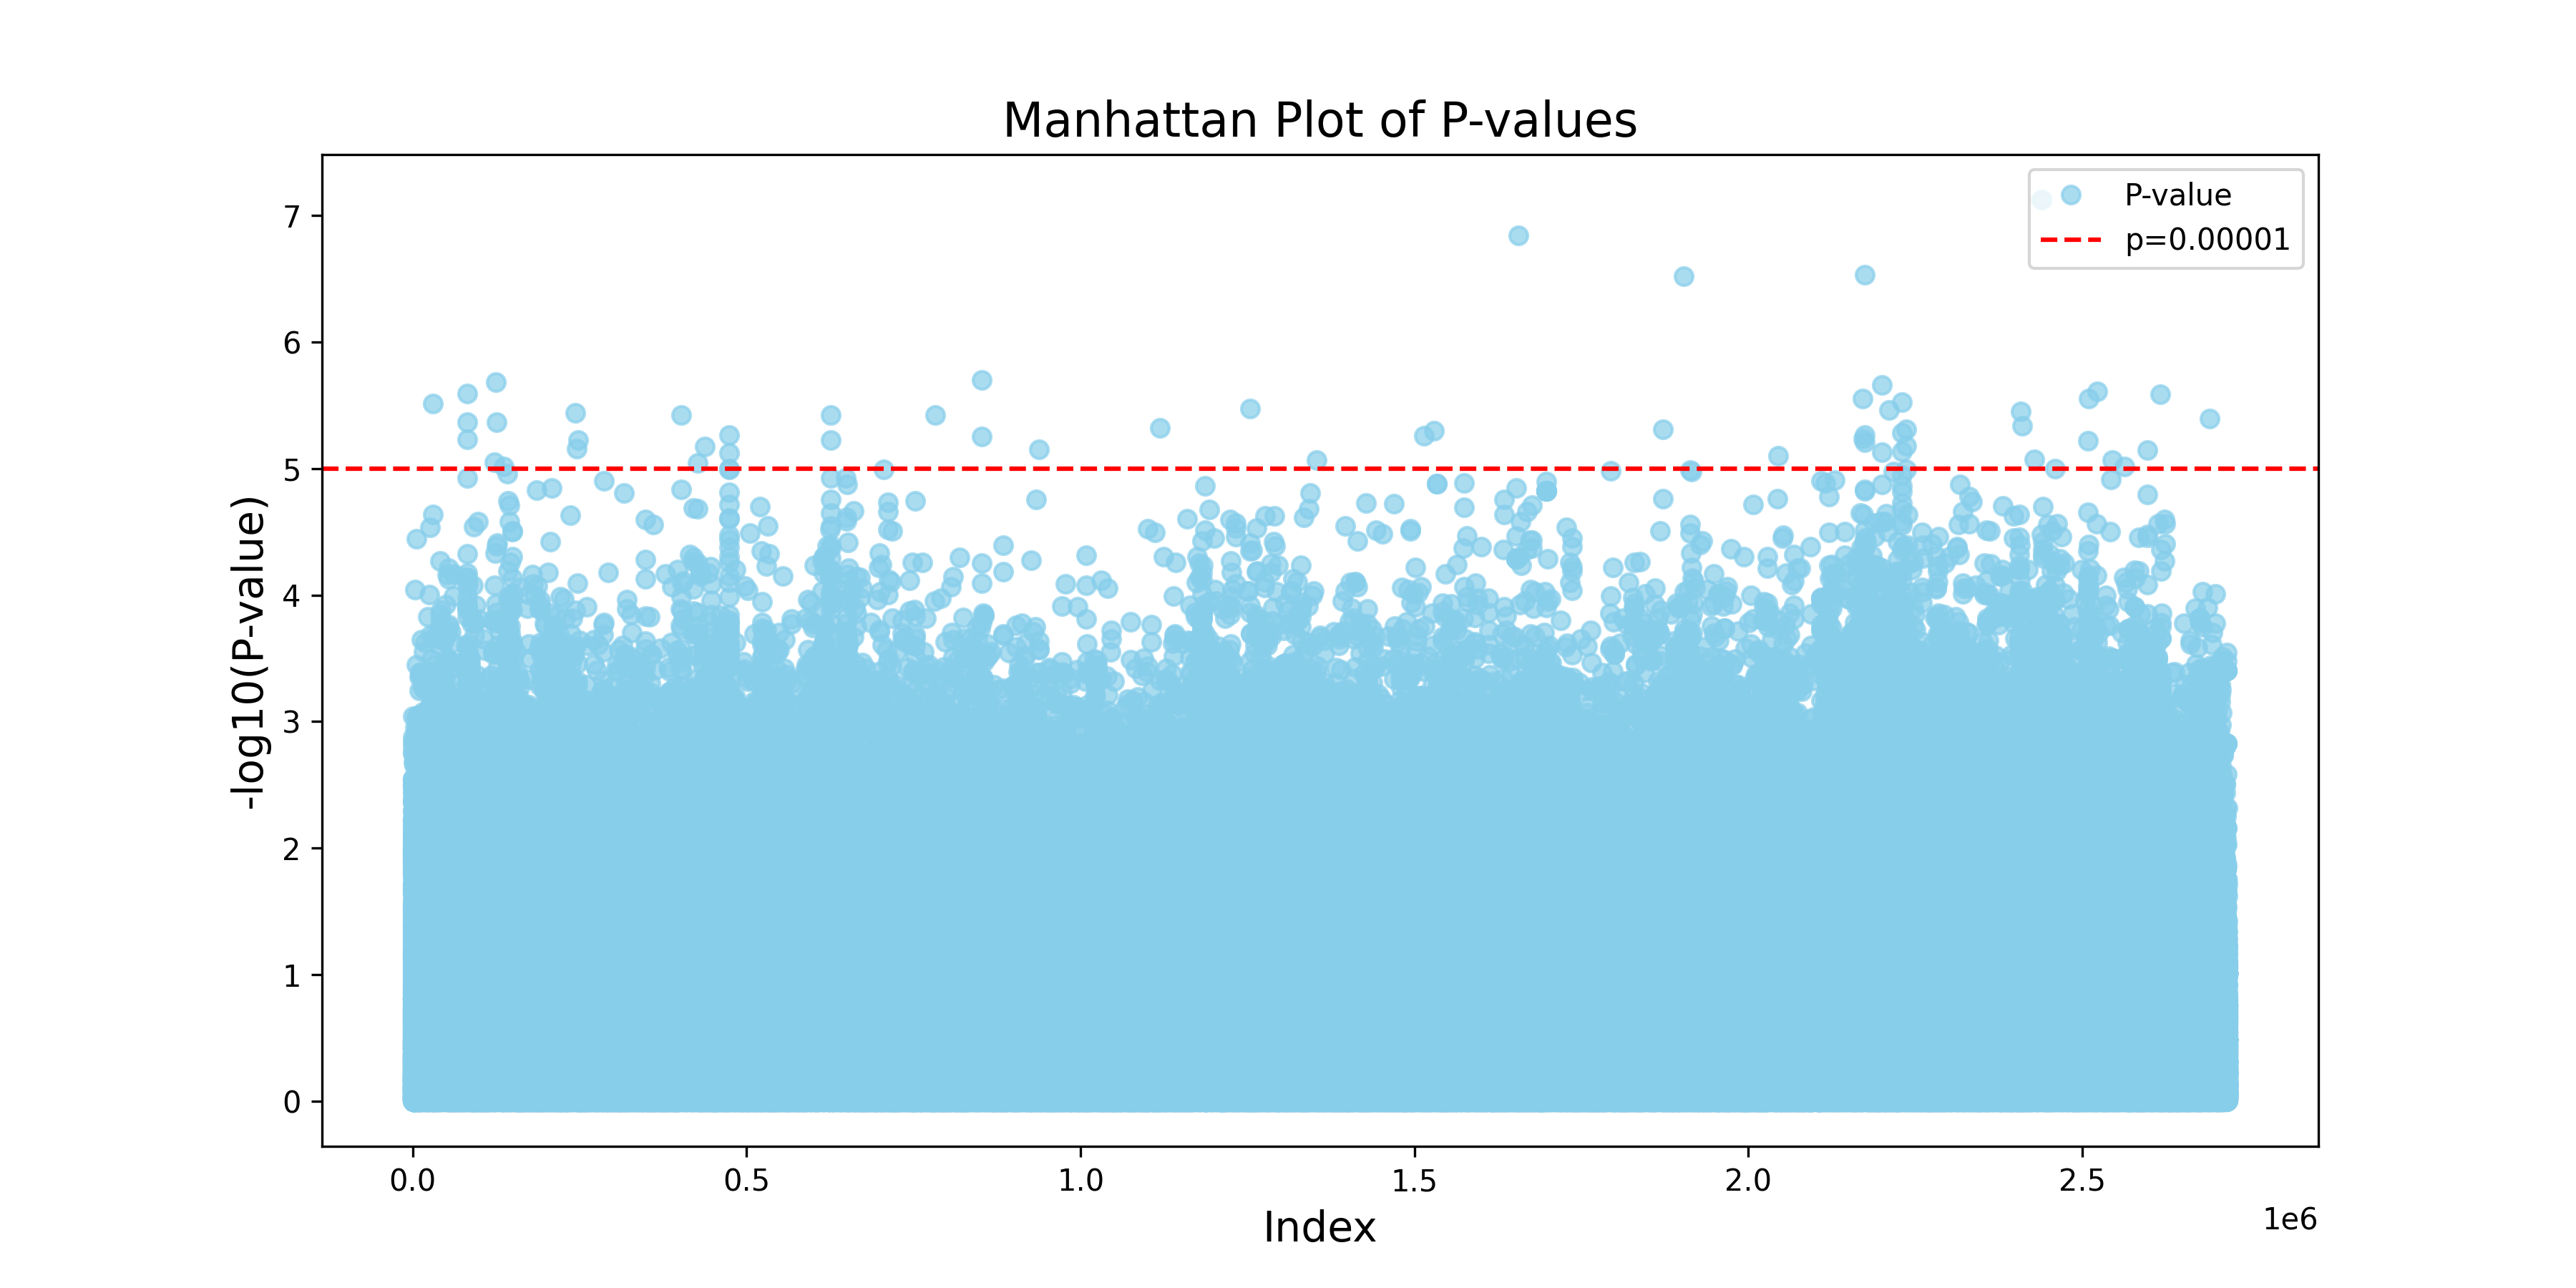 Manhattan Plot of P-values
P-value
p=0.00001
-log10(P-value)
7
6
5
4
3
2
1
0
0.0 0.5 1.0 1.5 2.0 2.5
1e6
Index